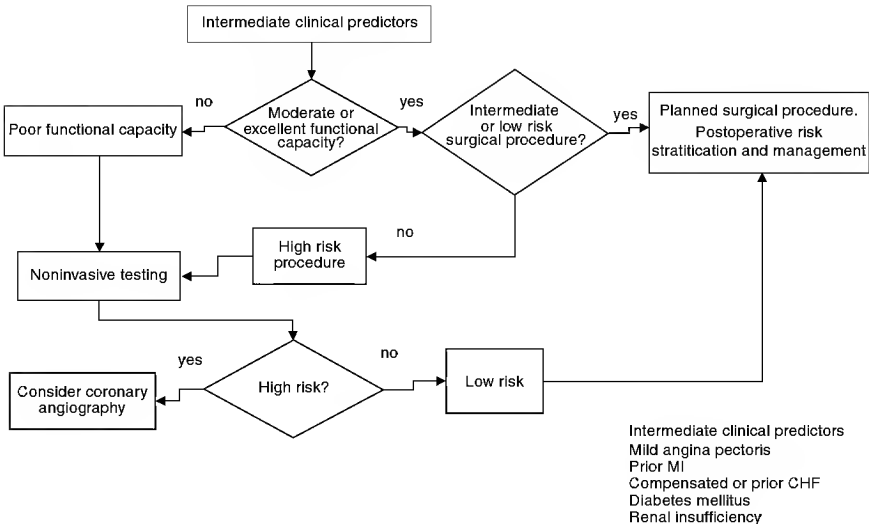 Intermediate clinical predictors
no
Moderate or
excellent functional
capacity?
yes
Intermediate
or low risk
surgical procedure?
yes
Planned surgical procedure.
Postoperative risk
stratitication and management
Poor functional capacity
no
High risk
procedure
Noninvasive testing
yes
no
Consider coronary
angiography
High risk?
Low risk
Intermediate clinical predictors
Mild angina pectoris
Prior MI
Compensated or prior CHF
Diabetes mellitus
Renal insufficiency